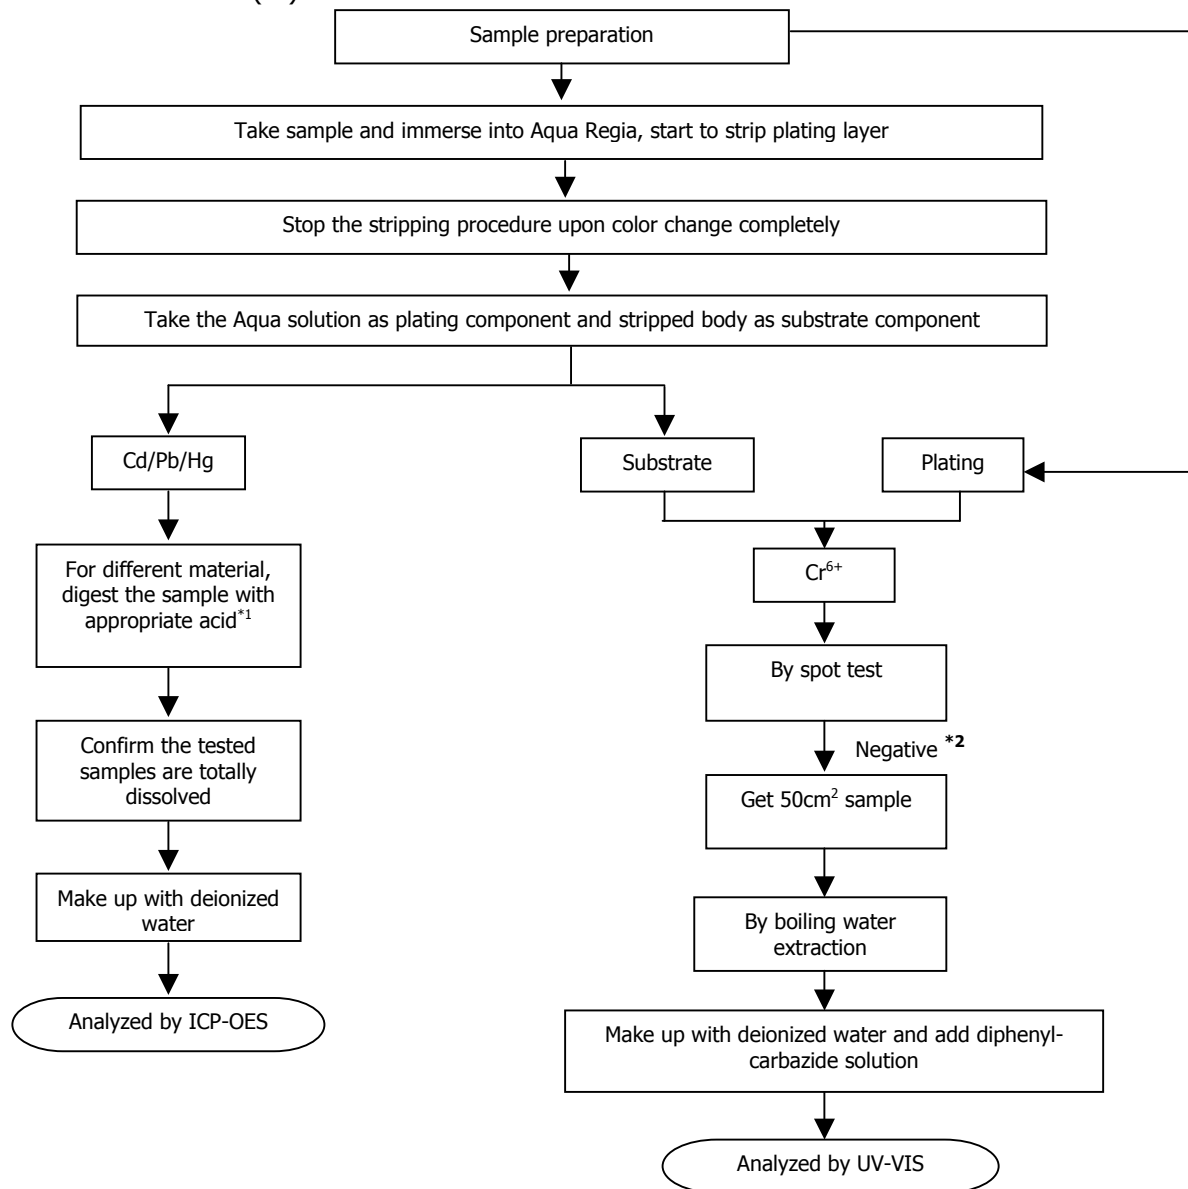 Sample preparation
Take sample and immerse into Aqua Regia, start to strip plating layer
Stop the stripping procedure upon color change completely
Take the Aqua solution as plating component and stripped body as substrate component
Cd/Pb/Hg
Substrate
Plating
For different material,
digest the sample with
appropriate acid*1
Cr6+
By spot test
Confirm the tested
samples are totally
dissolved
Negative *2
Get 50cm2 sample
Make up with deionized
water
By boiling water
extraction
Analyzed by ICP-OES
Make up with deionized water and add diphenyl-
carbazide solution
Analyzed by UV-VIS